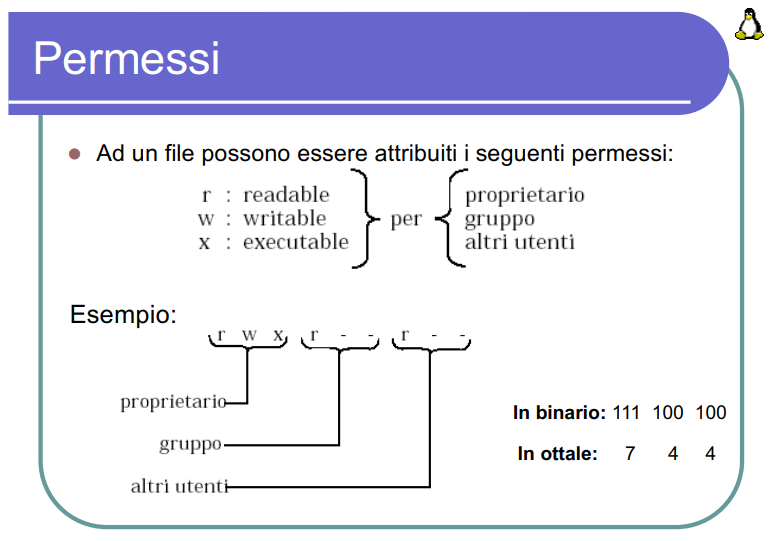 Permessi
Ad un file possono essere attribuiti i seguenti permessi:
r : readable
w : writable
x : executable
per
proprietario
gruppo
altri utenti
Esempio:
r w x r - - r - -
proprietario
gruppo
altri utenti
In binario: 111 100 100
In ottale: 7 4 4